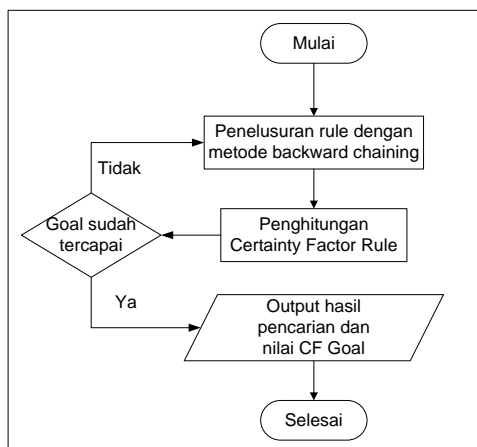 Mulai
Penelusuran rule dengan
metode backward chaining
Tidak
Goal sudah
tercapai
Penghitungan
Certainty Factor Rule
Ya
Output hasil
pencarian dan
nilai CF Goal
Selesai